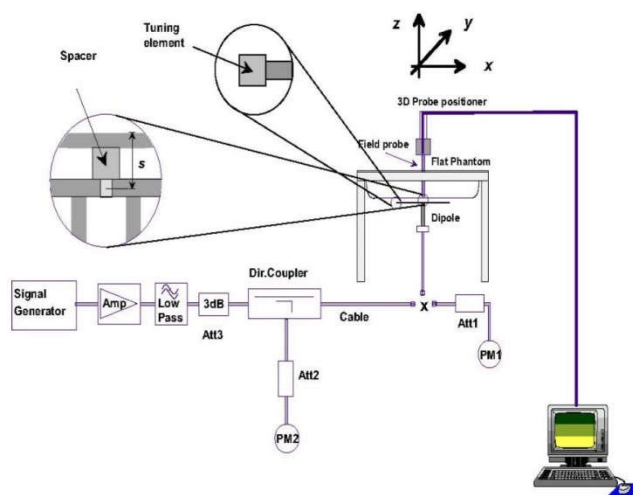 Tuning
element
Spacer
s
z
y
x
3D Probe positioner
Field probe
Flat Phantom
Dipole
Signal
Generator
Amp
Low
Pass
3dB
Att3
Dir.Coupler
Cable
x
Att1
PM1
Att2
PM2